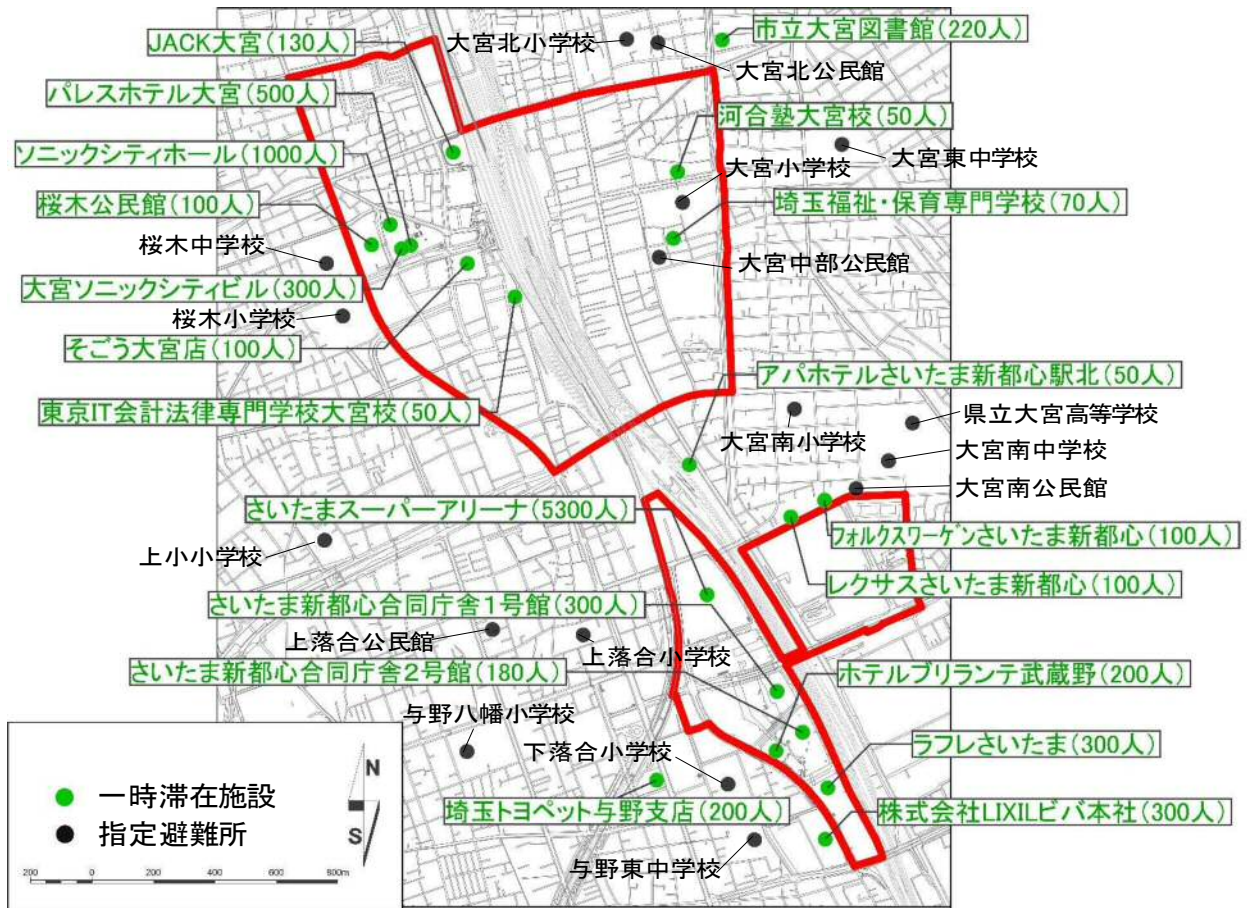 JACK大宮(130人)
大宮北小学校
市立大宮図書館(220人)
大宮北公民館
パレスホテル大宮(500人)
河合塾大宮校(50人)
ソニックシティホール(1000人)
大宮小学校
大宮東中学校
桜木公民館(100人)
埼玉福祉・保育専門学校(70人)
桜木中学校
大宮中部公民館
大宮ソニックシティビル(300人)
桜木小学校
そごう大宮店(100人)
アパホテルさいたま新都心駅北(50人)
東京IT会計法律専門学校大宮校(50人)
県立大宮高等学校
大宮南小学校
大宮南中学校
大宮南公民館
さいたまスーパーアリーナ(5300人)
フォルクスワーゲンさいたま新都心(100人)
上小小学校
レクサスさいたま新都心(100人)
さいたま新都心合同庁舎1号館(300人)
上落合公民館
上落合小学校
さいたま新都心合同庁舎2号館(180人)
ホテルブリランテ武蔵野(200人)
与野八幡小学校
下落合小学校
ラフレさいたま(300人)
埼玉トヨペット与野支店(200人)
株式会社LIXILビバ本社(300人)
与野東中学校
N
S
一時滞在施設
指定避難所
200 0 200 400 600 800m